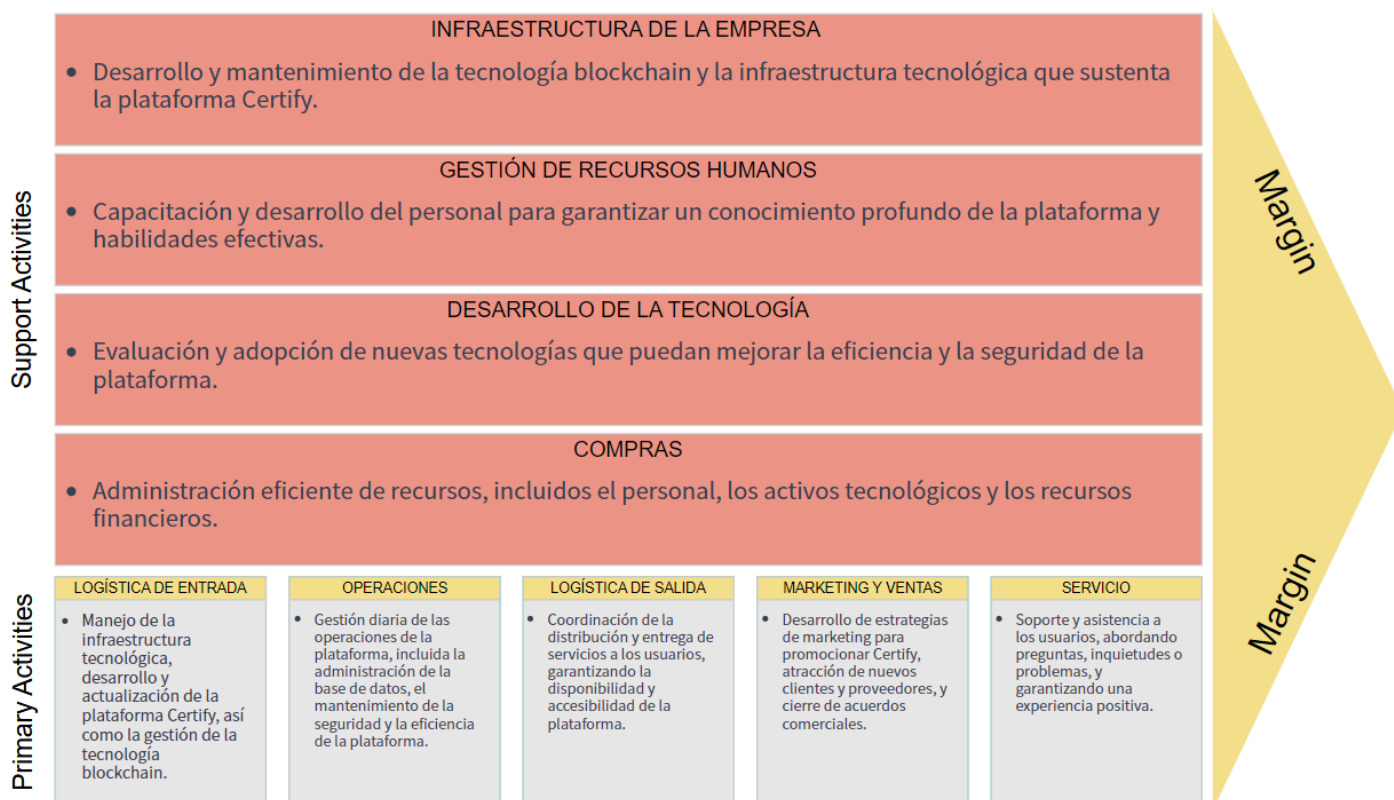 INFRAESTRUCTURA DE LA EMPRESA
• Desarrollo y mantenimiento de la tecnología blockchain y la infraestructura tecnológica que sustenta
la plataforma Certify.
GESTIÓN DE RECURSOS HUMANOS
• Capacitación y desarrollo del personal para garantizar un conocimiento profundo de la plataforma y
habilidades efectivas.
DESARROLLO DE LA TECNOLOGÍA
• Evaluación y adopción de nuevas tecnologías que puedan mejorar la eficiencia y la seguridad de la
plataforma.
COMPRAS
• Administración eficiente de recursos, incluidos el personal, los activos tecnológicos y los recursos
financieros.
Support Activities
Margin
Margin
Primary Activities
LOGÍSTICA DE ENTRADA
• Manejo de la
infraestructura
tecnológica,
desarrollo y
actualización de la
plataforma Certify, así
como la gestión de la
tecnología
blockchain.
OPERACIONES
• Gestión diaria de las
operaciones de la
plataforma, incluida la
administración de la
base de datos, el
mantenimiento de la
seguridad y la eficiencia
de la plataforma.
LOGÍSTICA DE SALIDA
• Coordinación de la
distribución y entrega de
servicios a los usuarios,
garantizando la
disponibilidad y
accesibilidad de la
plataforma.
MARKETING Y VENTAS
• Desarrollo de estrategias
de marketing para
promocionar Certify,
atracción de nuevos
clientes y proveedores, y
cierre de acuerdos
comerciales.
SERVICIO
• Soporte y asistencia a
los usuarios, abordando
preguntas, inquietudes o
problemas, y
garantizando una
experiencia positiva.